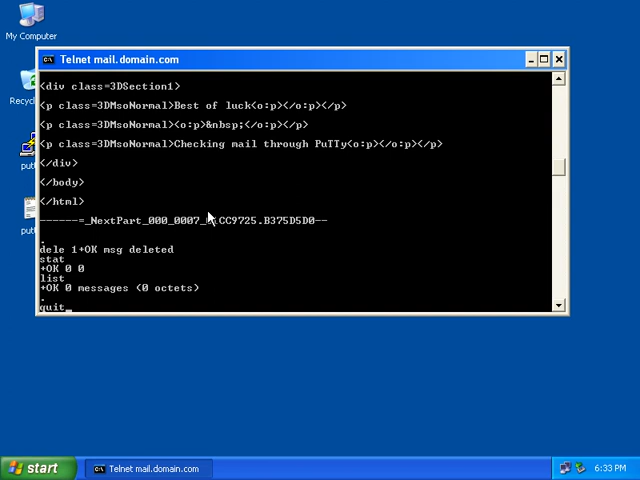 My Computer
Telnet mail.domain.com
<div class=3DSection1>
<p class=3DMsoNormal>Best of luck<o:p></o:p></p>
<p class=3DMsoNormal><o:p>&nbsp;</o:p></p>
<p class=3DMsoNormal>Checking mail through PuTTy<o:p></o:p></p>
</div>
</body>
</html>
------=_NextPart_000_0007_ CC9725.B375D5D0--
.
dele 1+OK msg deleted
stat
+OK 0 0
list
+OK 0 messages (0 octets)
.
quit
Recyc
putt
putt
start
Telnet mail.domain.com
6:33 PM